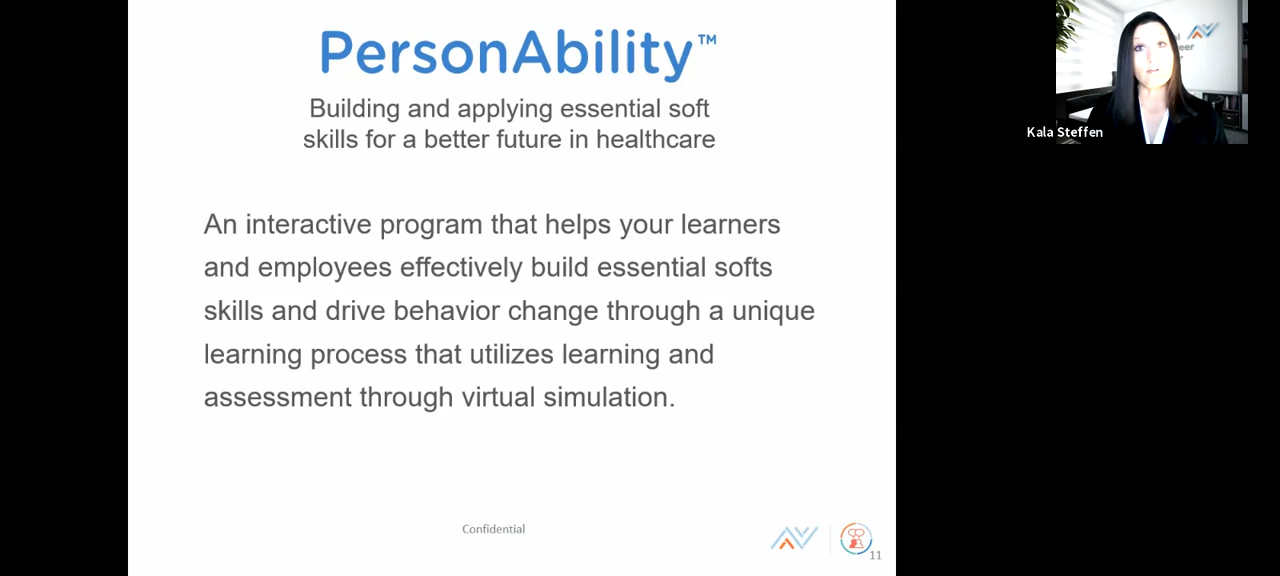 PersonAbility™
Building and applying essential soft
skills for a better future in healthcare
An interactive program that helps your learners
and employees effectively build essential softs
skills and drive behavior change through a unique
learning process that utilizes learning and
assessment through virtual simulation.
Confidential
11
Kala Steffen